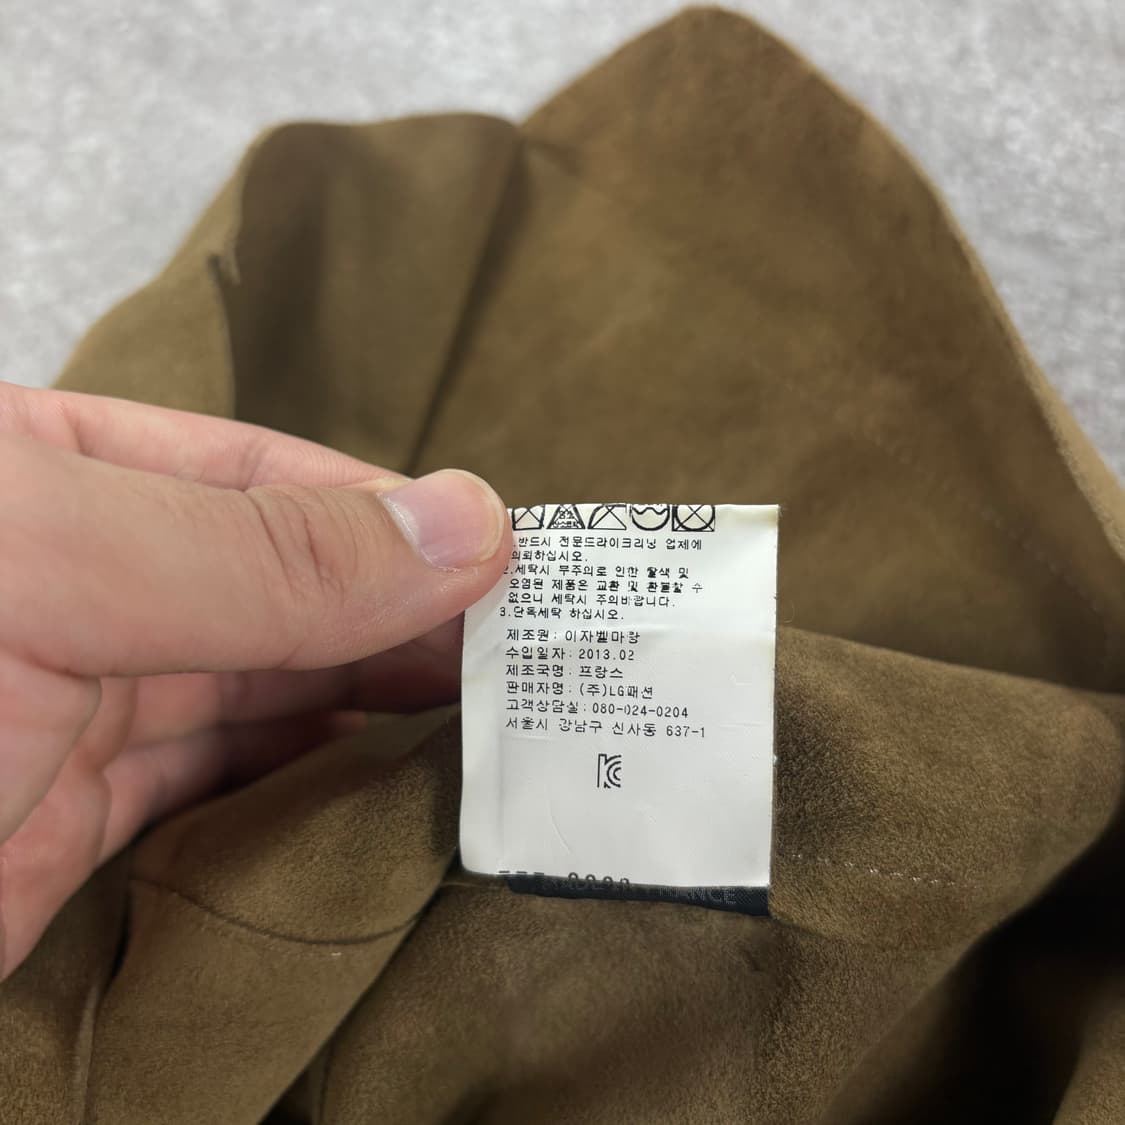 1.반드시 전문드라이크리닝 업체에
의뢰하십시오.
2.세탁시 부주의로 인한 탈색 및
오염된 제품은 교환 및 환불할 수
없으니 세탁시 주의바랍니다.
3.단독세탁 하십시오.
제조원: 이자벨마랑
수입일자: 2013.02
제조국명: 프랑스
판매자명: (주)LG패션
고객상담실: 080-024-0204
서울시 강남구 신사동 637-1
KC